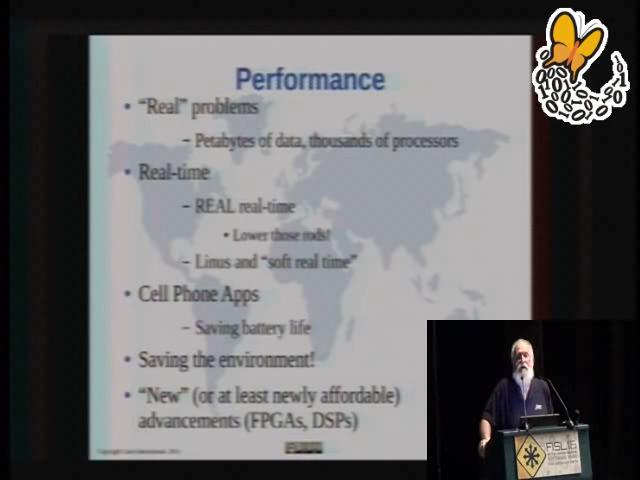 Performance
• “Real” problems
– Petabytes of data, thousands of processors
• Real-time
– REAL real-time
• Lower those rods!
– Linus and “soft real time”
• Cell Phone Apps
– Saving battery life
• Saving the environment!
• “New” (or at least newly affordable)
advancements (FPGAs, DSPs)
FISL16